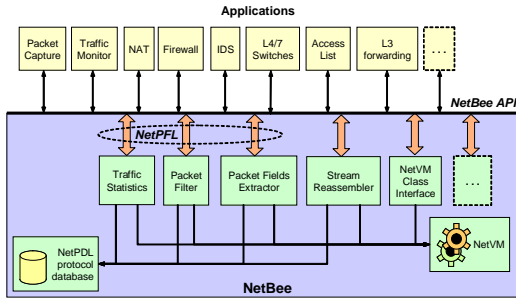 Applications
Packet
Capture
Traffic
Monitor
NAT
Firewall
IDS
L4/7
Switches
Access
List
L3
forwarding
...
NetBee API
NetPFL
Traffic
Statistics
Packet
Filter
Packet Fields
Extractor
Stream
Reassembler
NetVM
Class
Interface
...
NetPDL
protocol
database
NetVM
NetBee